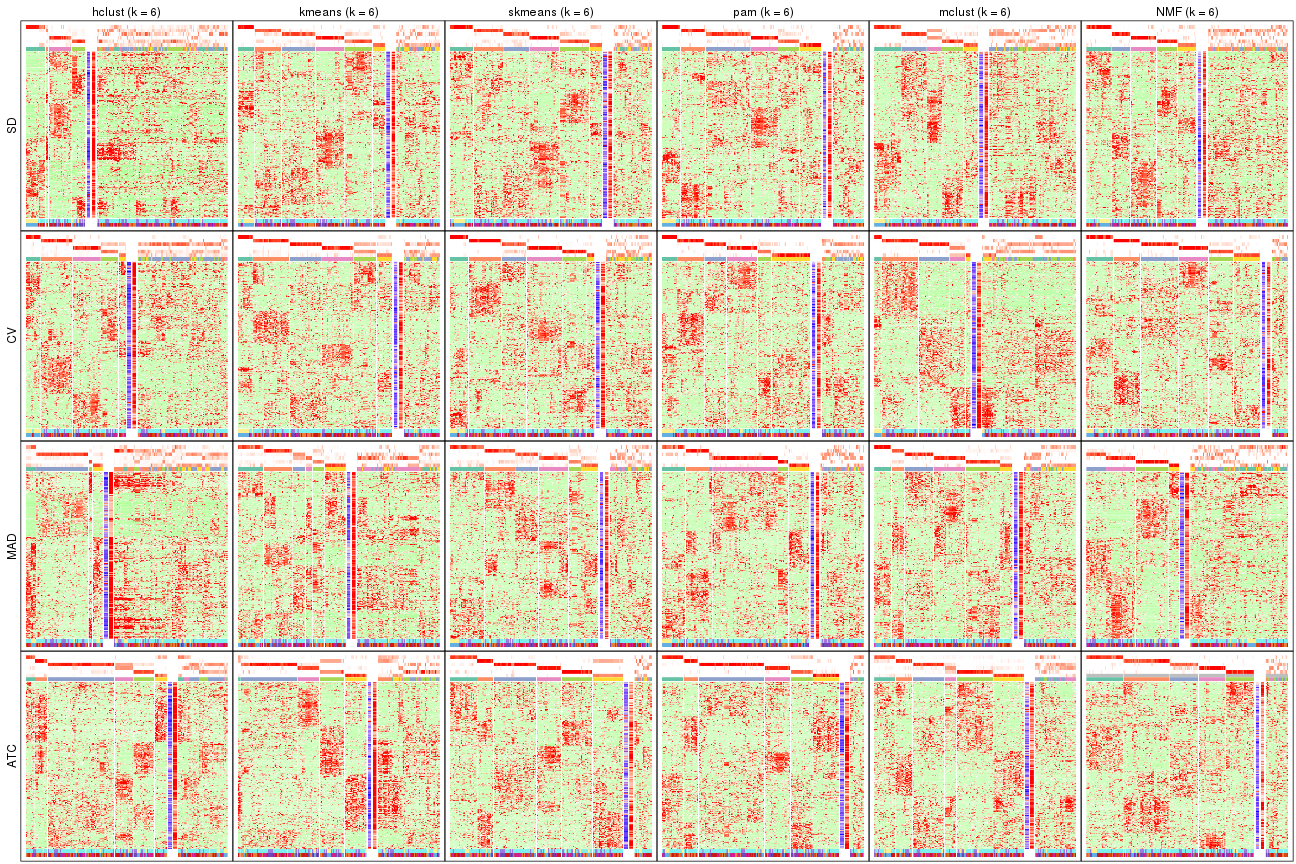 hclust (k = 6) kmeans (k = 6) skmeans (k = 6) pam (k = 6) mclust (k = 6) NMF (k = 6)
SD
CV
MAD
ATC